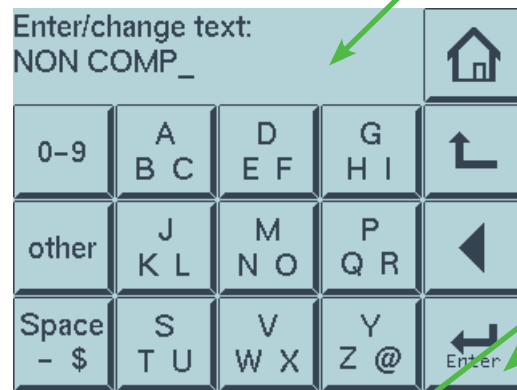 Enter/change text:
NON COMP_
0–9
A
B C
D
E F
G
H I
other
J
K L
M
N O
P
Q R
Space
– $
S
T U
V
W X
Y
Z @
Enter